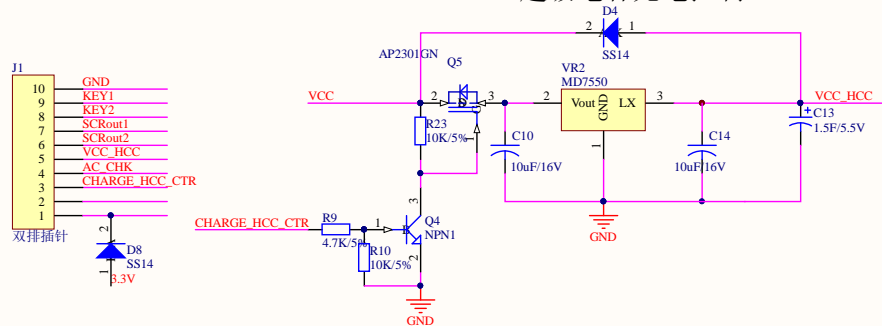 D4
2
1
SS14
AP2301GN
Q5
VR2
MD7550
J1
10
GND
9
KEY1
8
KEY2
7
SCRout1
6
SCRout2
5
VCC_HCC
4
AC_CHK
3
CHARGE_HCC_CTR
2
1
双排插针
2
D8
SS14
1
3.3V
VCC
2
3
1
R23
10K/5%
C10
10uF/16V
2
Vout
GND
LX
3
1
C14
10uF/16V
VCC_HCC
C13
1.5F/5.5V
GND
CHARGE_HCC_CTR
R9
4.7K/5%
R10
10K/5%
1
3
Q4
NPN1
2
GND